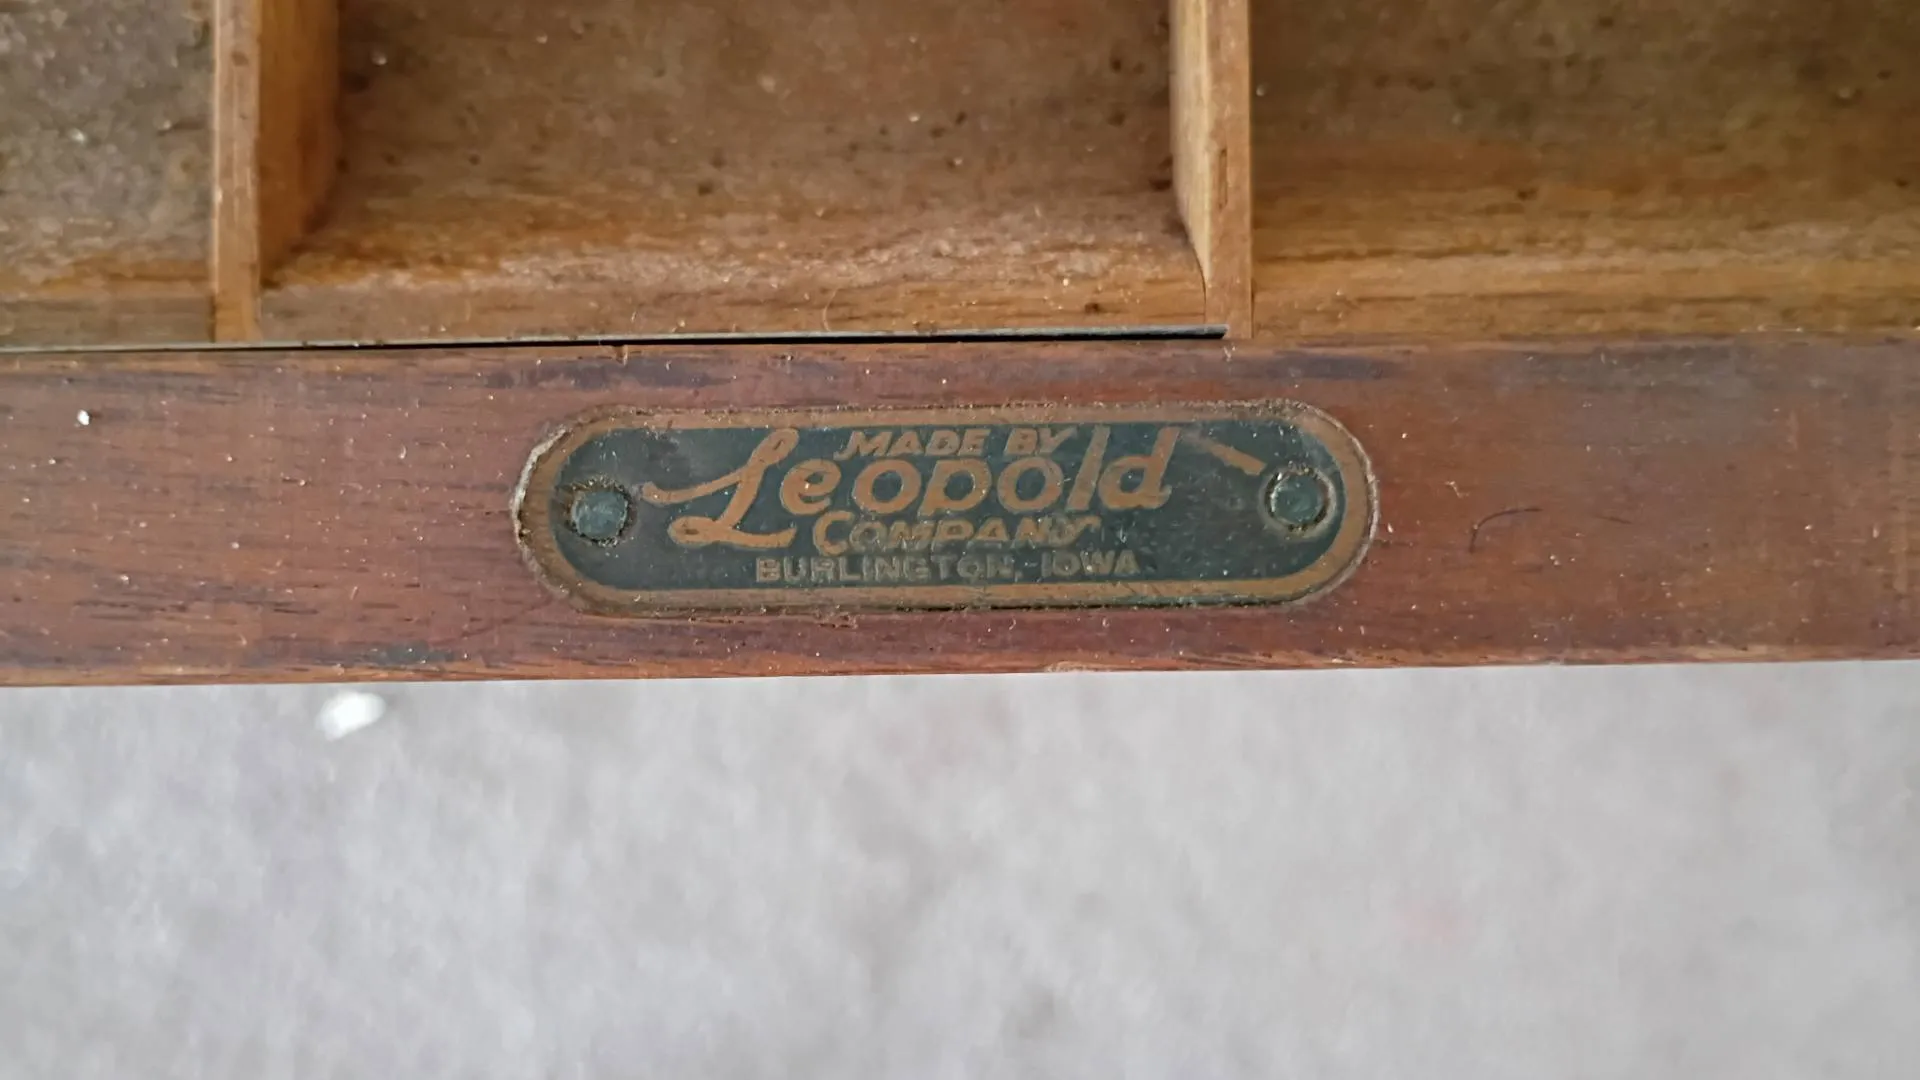 MADE BY
Leopold
COMPANY
BURLINGTON, IOWA